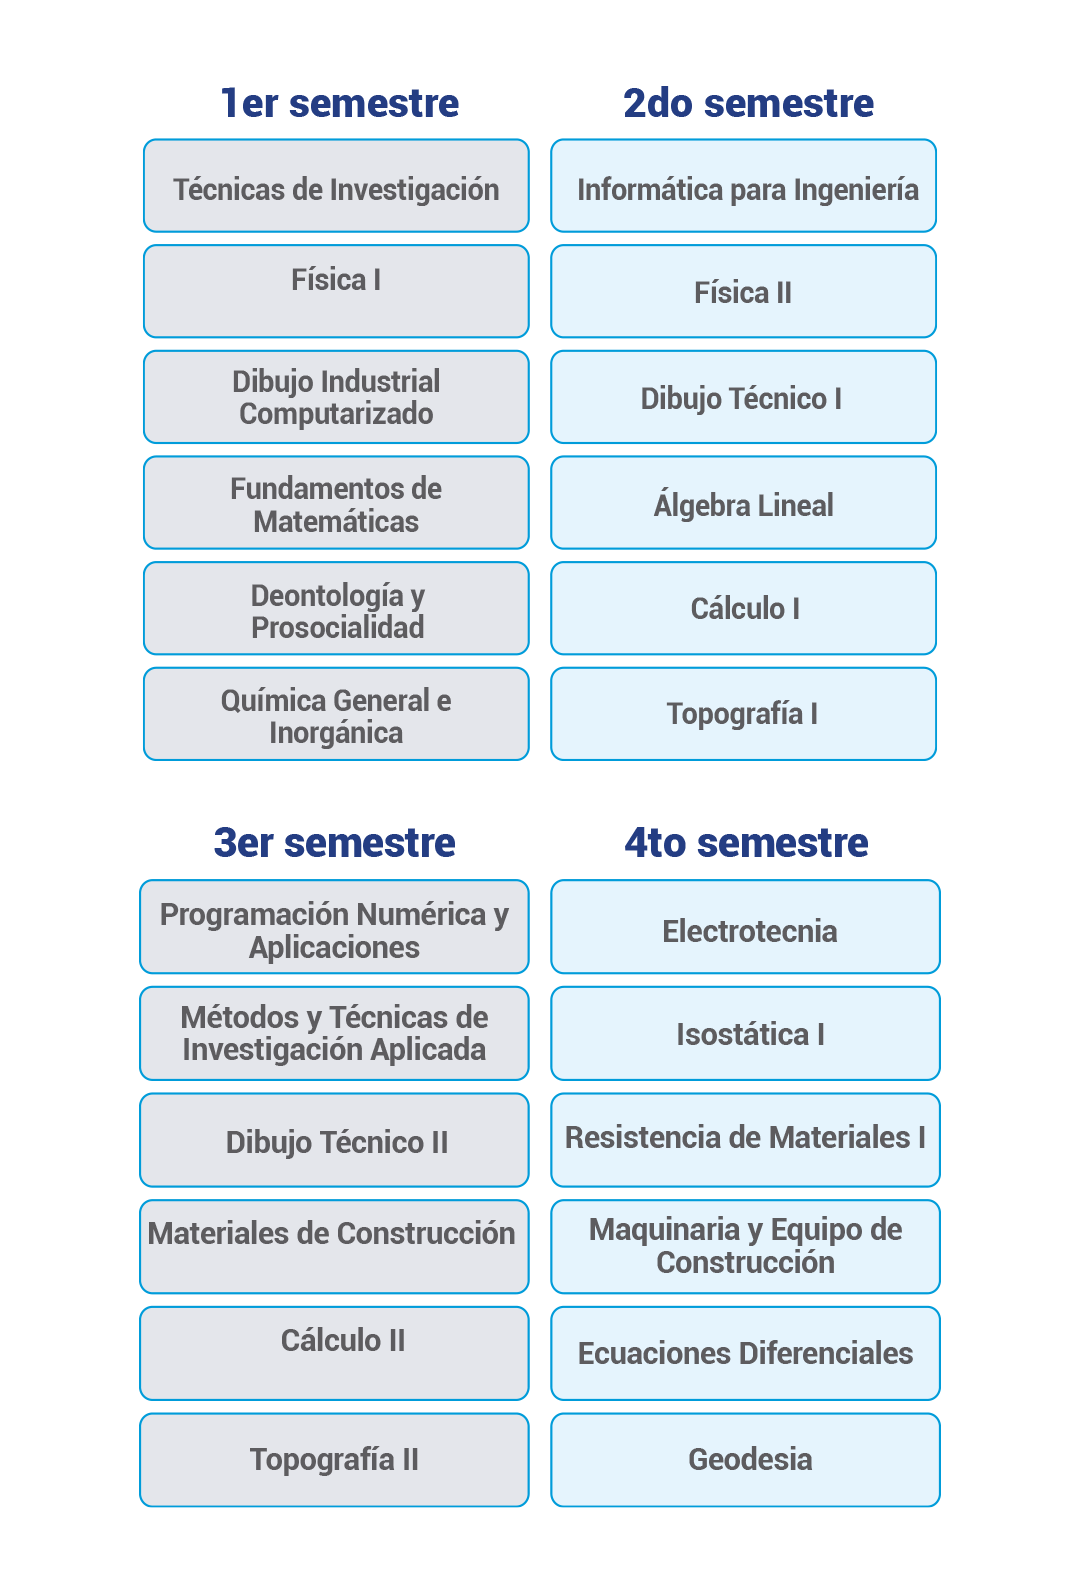 1er semestre
Técnicas de Investigación
Física I
Dibujo Industrial
Computarizado
Fundamentos de
Matemáticas
Deontología y
Prosocialidad
Química General e
Inorgánica
2do semestre
Informática para Ingeniería
Física II
Dibujo Técnico I
Álgebra Lineal
Cálculo I
Topografía I
3er semestre
Programación Numérica y
Aplicaciones
Métodos y Técnicas de
Investigación Aplicada
Dibujo Técnico II
Materiales de Construcción
Cálculo II
Topografía II
4to semestre
Electrotecnia
Isostática I
Resistencia de Materiales I
Maquinaria y Equipo de
Construcción
Ecuaciones Diferenciales
Geodesia